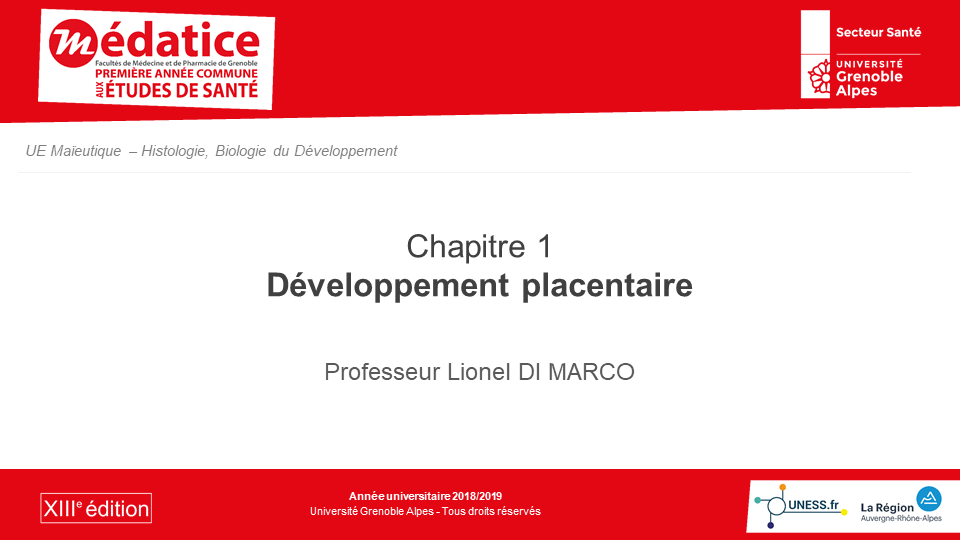 médatice
Facultés de Médecine et de Pharmacie de Grenoble
PREMIÈRE ANNÉE COMMUNE
AUX ÉTUDES DE SANTÉ
Secteur Santé
UNIVERSITÉ
Grenoble
Alpes
UE Maïeutique – Histologie, Biologie du Développement
Chapitre 1
Développement placentaire
Professeur Lionel DI MARCO
XIIIe édition
Année universitaire 2018/2019
Université Grenoble Alpes - Tous droits réservés
UNESS.fr
La Région
Auvergne-Rhône-Alpes